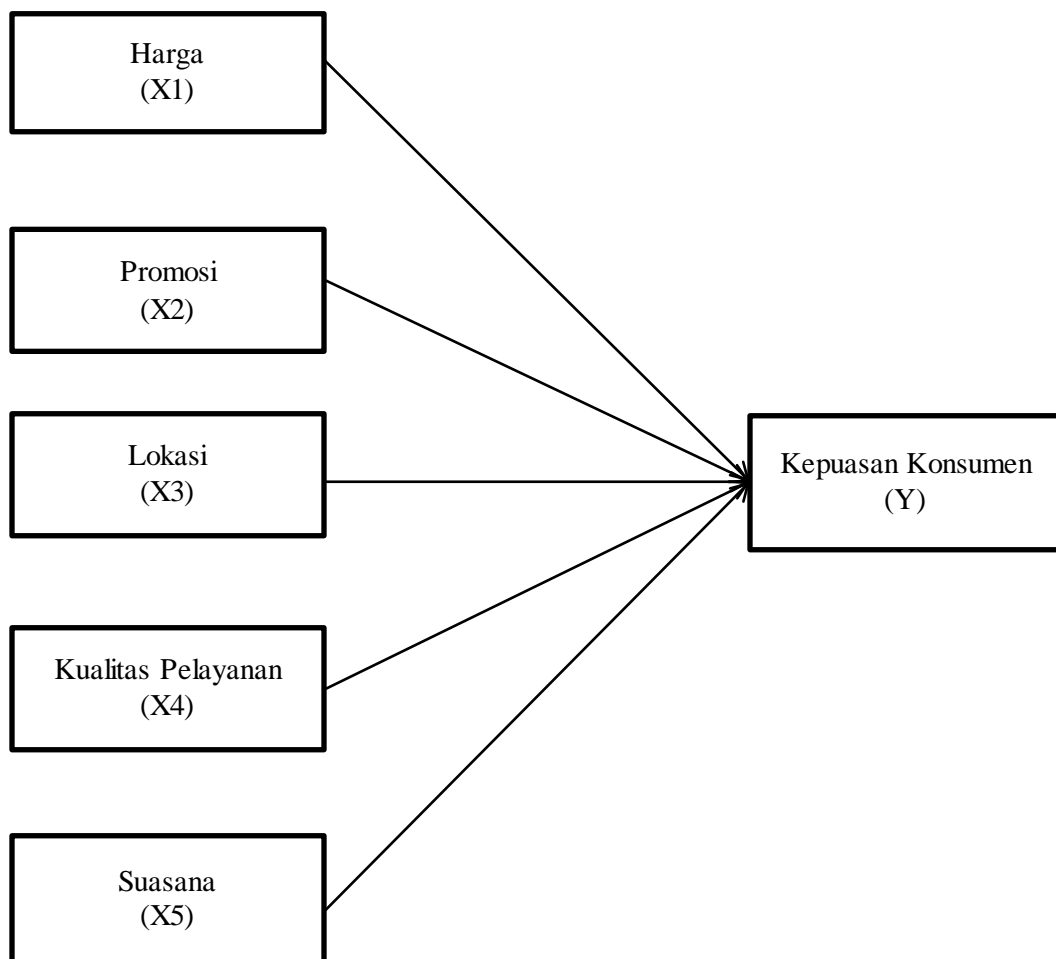 Harga
(X1)
Promosi
(X2)
Lokasi
(X3)
Kepuasan Konsumen
(Y)
Kualitas Pelayanan
(X4)
Suasana
(X5)